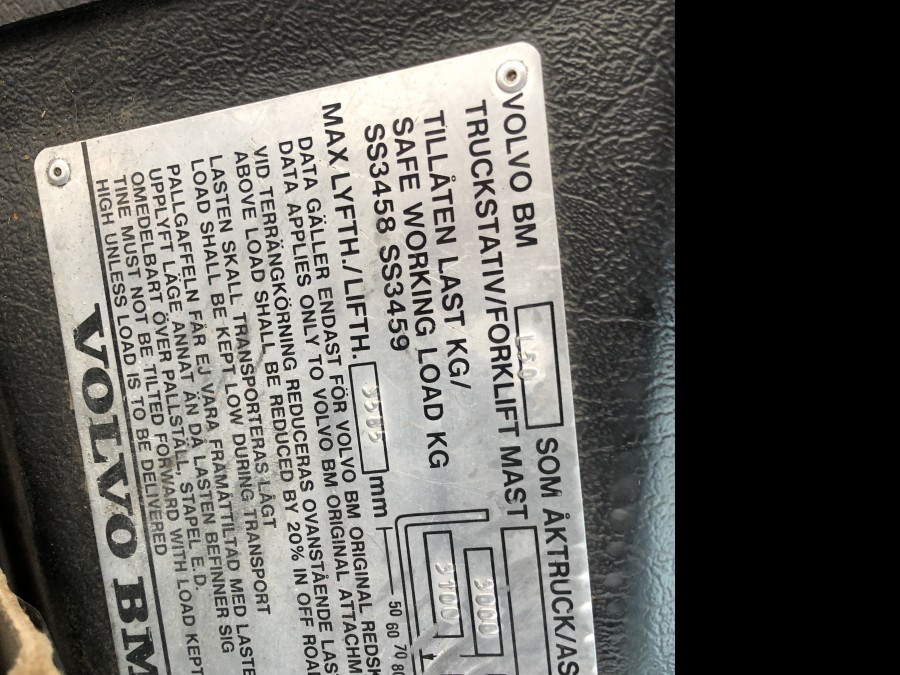 VOLVO BM L50 SOM ÅKTRUCK/AS
TRUCKSTATIV/FORKLIFT MAST
TILLÅTEN LAST KG/ 3000
SAFE WORKING LOAD KG 3100
SS3458 SS3459
50 60 70 80
MAX LYFTH./LIFTH. mm
DATA GÄLLER ENDAST FÖR VOLVO BM ORIGINAL REDSK
DATA APPLIES ONLY TO VOLVO BM ORIGINAL ATTACHM
VID TERRÄNGKÖRNING REDUCERAS OVANSTÅENDE LAS
ABOVE LOAD SHALL BE REDUCED BY 20% IN OFF ROA
LASTEN SKALL TRANSPORTERAS LÅGT
LOAD SHALL BE KEPT LOW DURING TRANSPORT
PALLGAFFELN FÅR EJ VARA FRAMÅTTILTAD MED LASTE
UPPLYFT LÄGE ANNAT ÄN DÅ LASTEN BEFINNER SIG
OMEDELBART ÖVER PALLSTÄLL, STAPEL E.D.
TINE MUST NOT BE TILTED FORWARD WITH LOAD KEPT
HIGH UNLESS LOAD IS TO BE DELIVERED
VOLVO BM